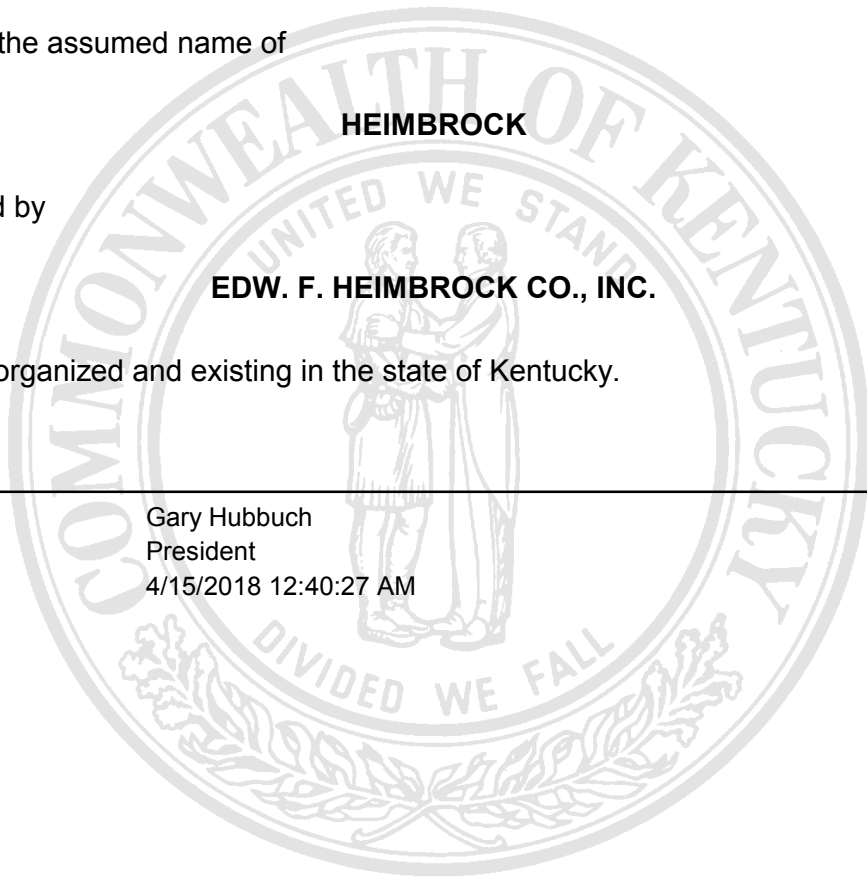 the assumed name of
HEIMBROCK
d by
EDW. F. HEIMBROCK CO., INC.
organized and existing in the state of Kentucky.
Gary Hubbuch
President
4/15/2018 12:40:27 AM
COMMONWEALTH OF KENTUCKY
UNITED WE STAND
DIVIDED WE FALL